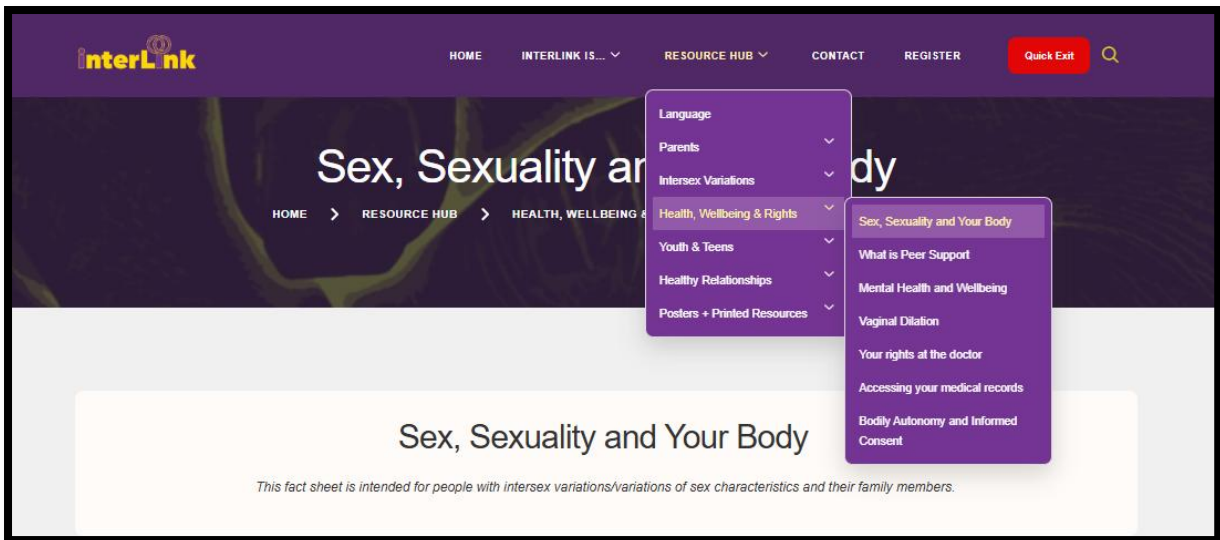 interLink
HOME INTERLINK IS... RESOURCE HUB CONTACT REGISTER Quick Exit
Language
Parents
Intersex Variations
Health, Wellbeing & Rights
Youth & Teens
Healthy Relationships
Posters + Printed Resources
Sex, Sexuality and Your Body
What is Peer Support
Mental Health and Wellbeing
Vaginal Dilation
Your rights at the doctor
Accessing your medical records
Bodily Autonomy and Informed
Consent
Sex, Sexuality
HOME > RESOURCE HUB > HEALTH, WELLBEING &
Sex, Sexuality and Your Body
This fact sheet is intended for people with intersex variations/variations of sex characteristics and their family members.